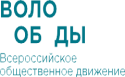 ВОЛО
ОБ ДЫ
Всероссийское
общественное движение